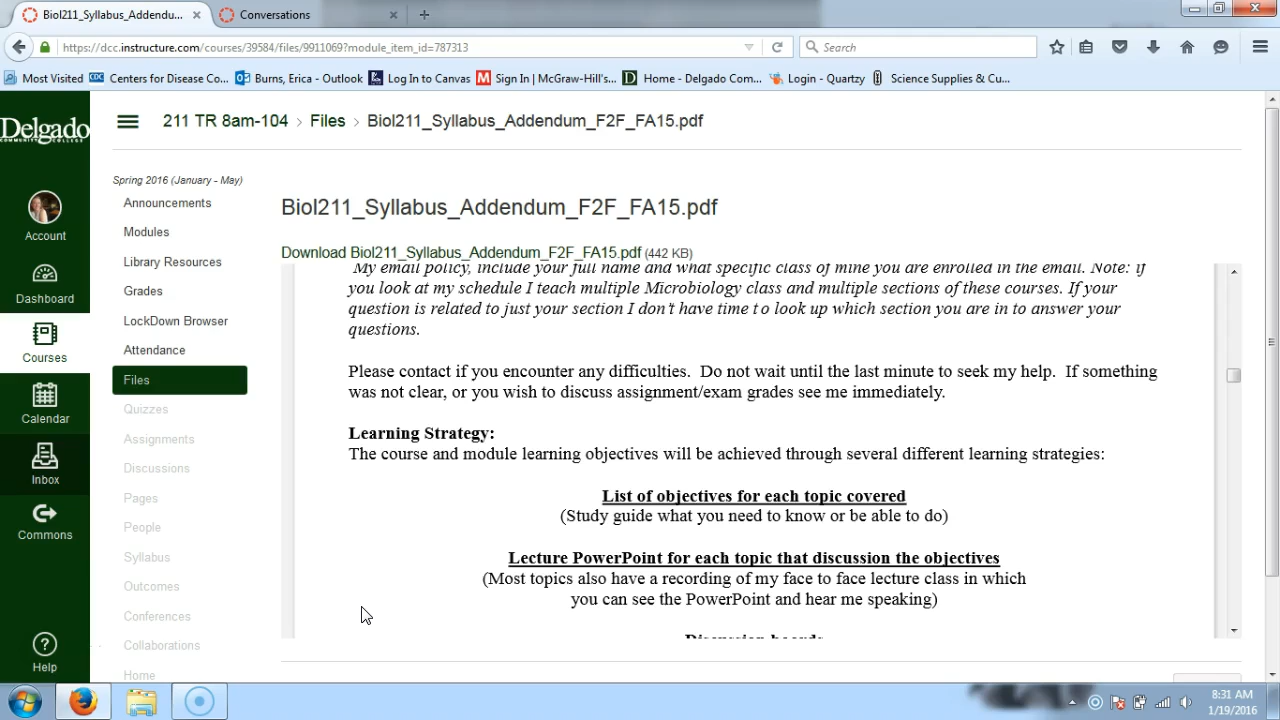 Biol211_Syllabus_Addendum... × Conversations × +
https://dcc.instructure.com/courses/39584/files/9911069?module_item_id=787313 Search
Most Visited CDC Centers for Disease Co... Burns, Erica - Outlook Log In to Canvas M Sign In | McGraw-Hill's... D Home - Delgado Com... Login - Quartzy Science Supplies & Cu...
Delgado
COMMUNITY COLLEGE
Account
Dashboard
Courses
Calendar
Inbox
Commons
Help
211 TR 8am-104 > Files > Biol211_Syllabus_Addendum_F2F_FA15.pdf
Spring 2016 (January - May)
Announcements
Modules
Library Resources
Grades
LockDown Browser
Attendance
Files
Quizzes
Assignments
Discussions
Pages
People
Syllabus
Outcomes
Conferences
Collaborations
Home
Biol211_Syllabus_Addendum_F2F_FA15.pdf
Download Biol211_Syllabus_Addendum_F2F_FA15.pdf (442 KB)
My email policy, include your full name and what specific class of mine you are enrolled in the email. Note: if
you look at my schedule I teach multiple Microbiology class and multiple sections of these courses. If your
question is related to just your section I don't have time to look up which section you are in to answer your
questions.
Please contact if you encounter any difficulties. Do not wait until the last minute to seek my help. If something
was not clear, or you wish to discuss assignment/exam grades see me immediately.
Learning Strategy:
The course and module learning objectives will be achieved through several different learning strategies:
List of objectives for each topic covered
(Study guide what you need to know or be able to do)
Lecture PowerPoint for each topic that discussion the objectives
(Most topics also have a recording of my face to face lecture class in which
you can see the PowerPoint and hear me speaking)
Discussion boards
8:31 AM
1/19/2016